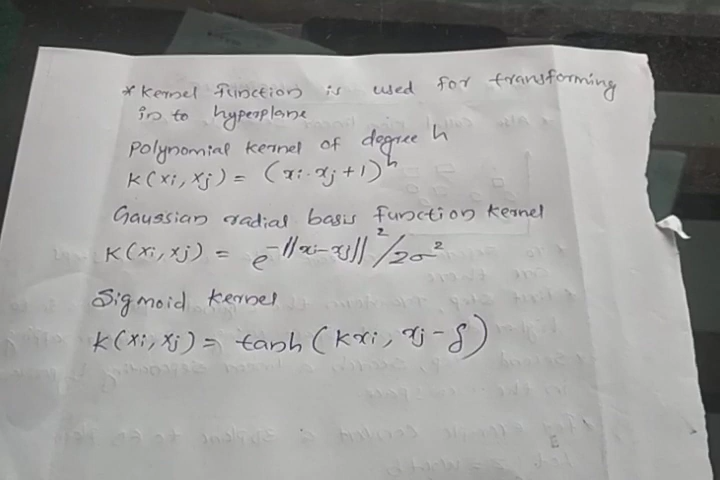 * Kernel function is used for transforming
in to hyperplane
Polynomial kernel of degree h
K(xi, xj) = (xi. xj + 1)^h
Gaussian radial basis function kernel
K(xi, xj) = e^-||xi-xj||^2/2σ^2
Sigmoid kernel
K(xi, xj) = tanh (kxi, xj - δ)